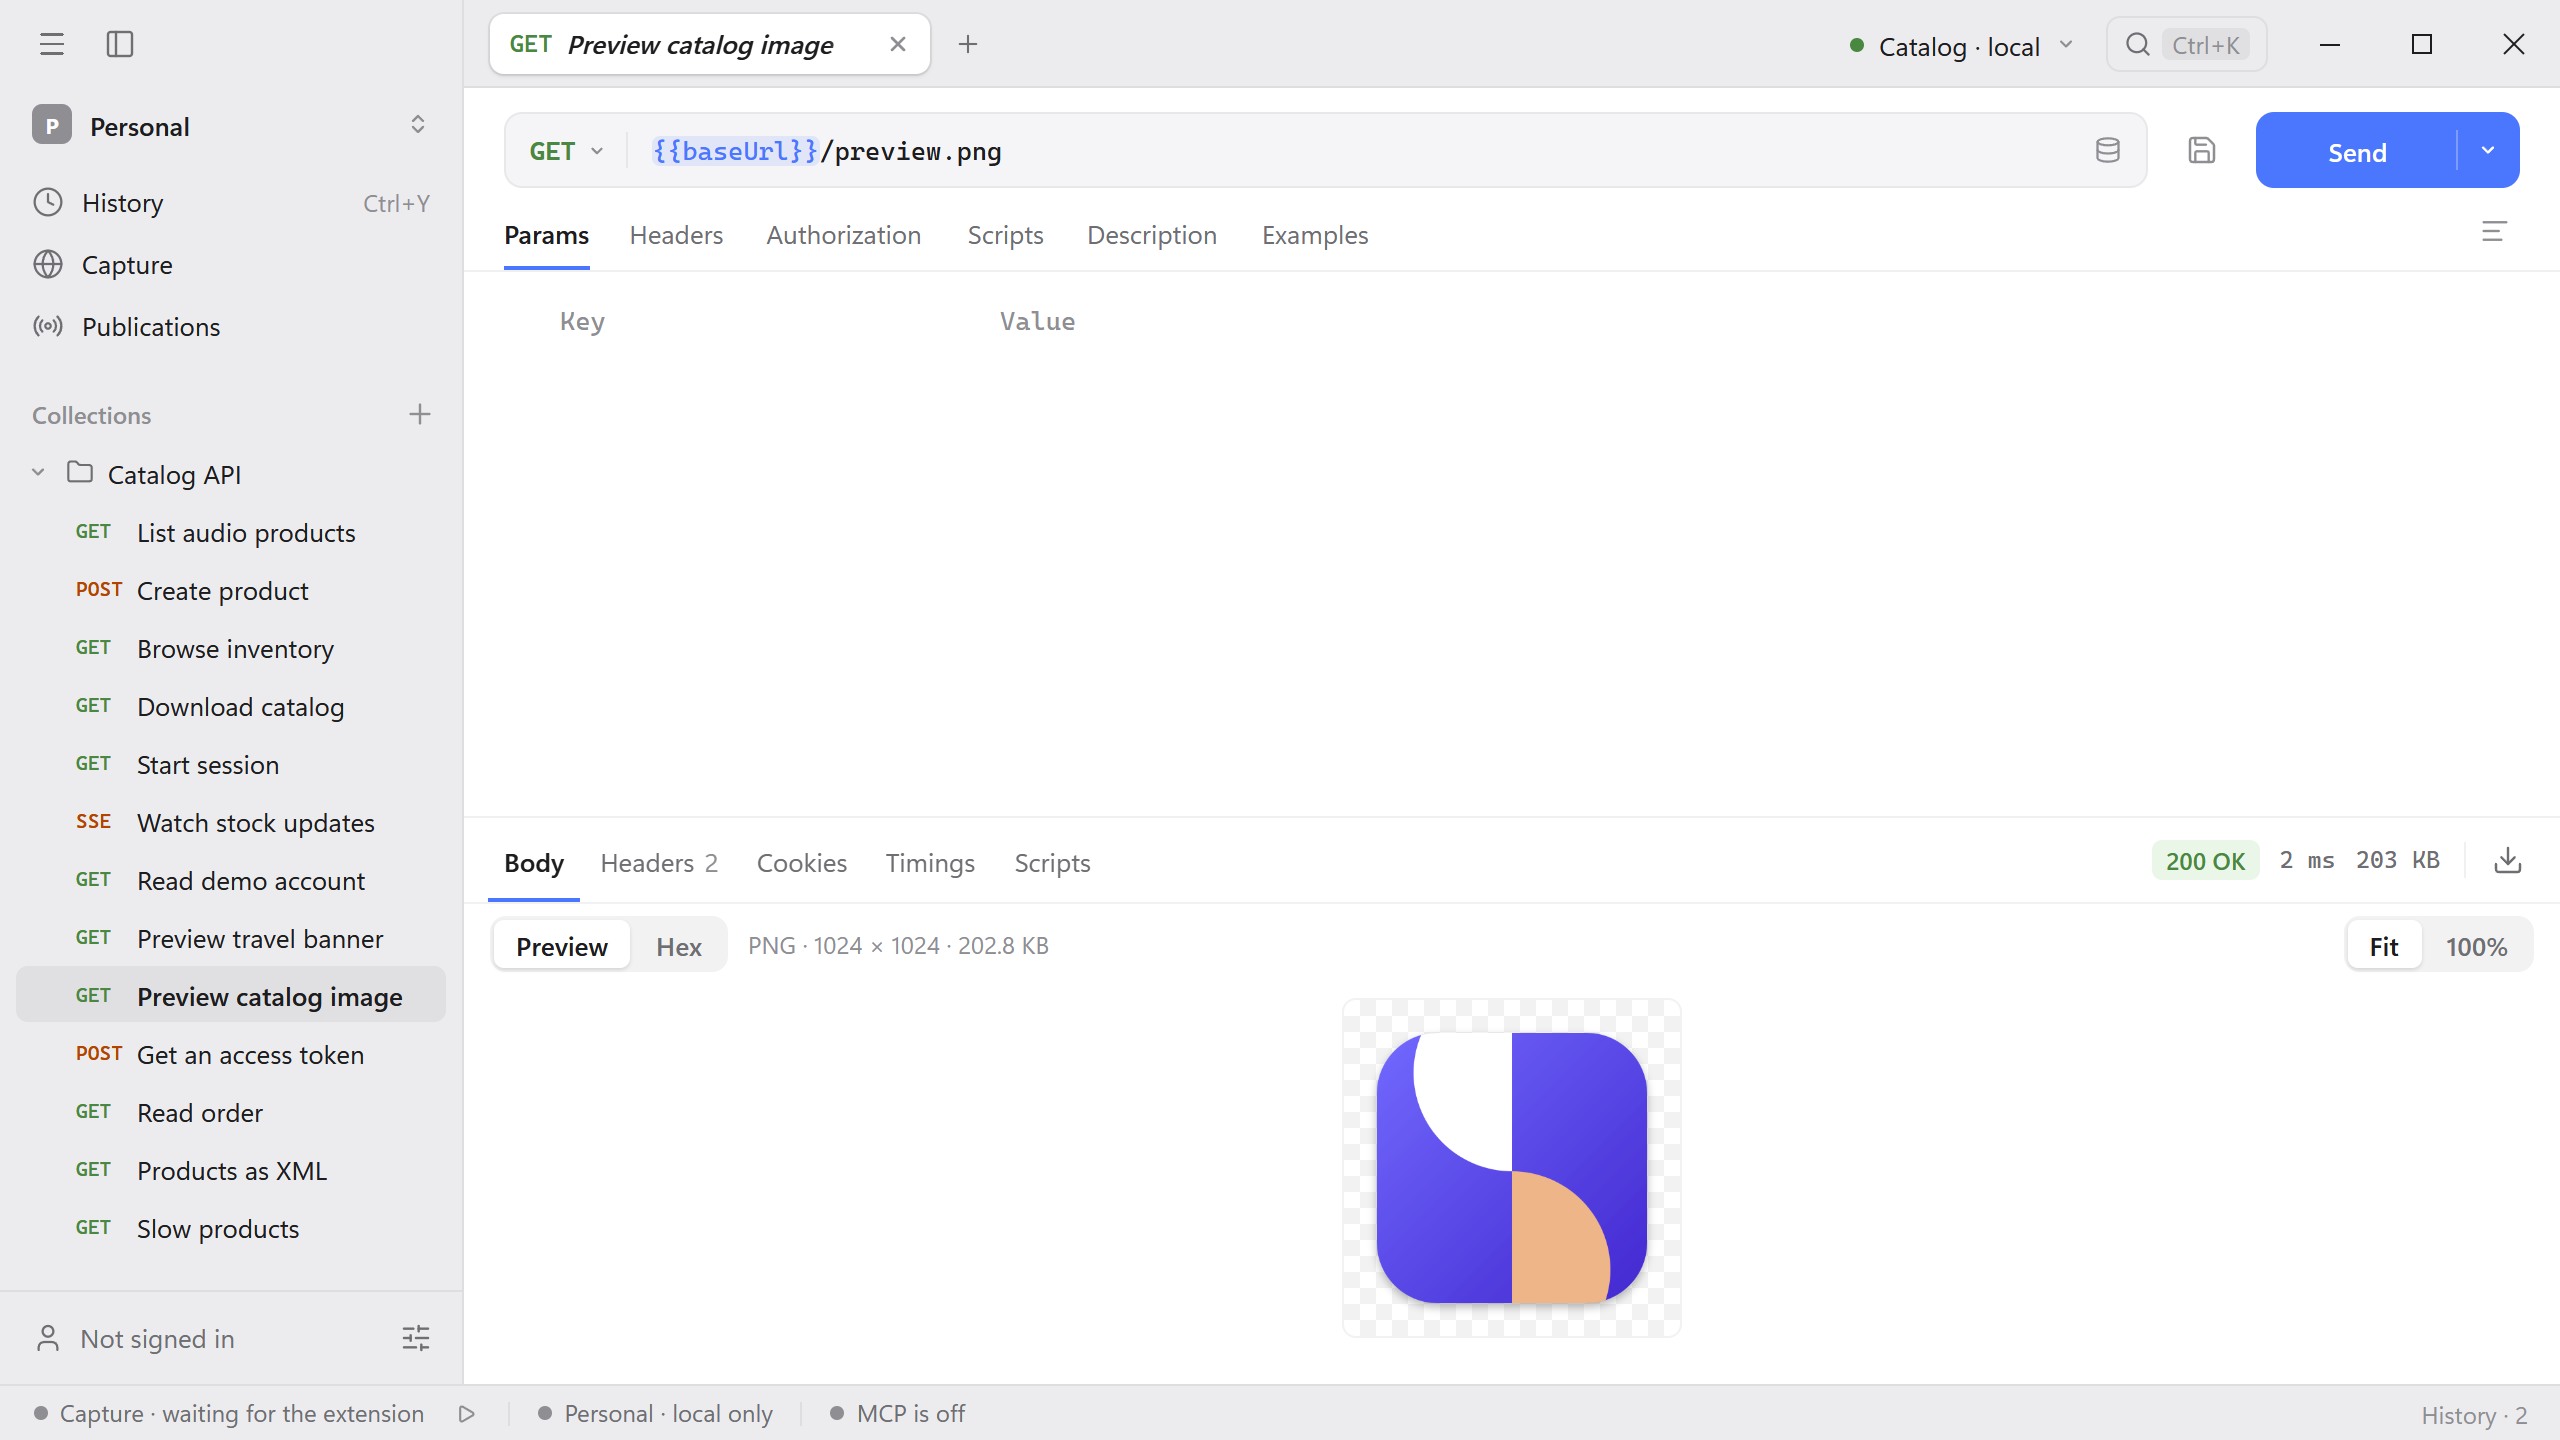 GET Preview catalog image
Catalog · local
Ctrl+K
P Personal
History Ctrl+Y
Capture
Publications
Collections
Catalog API
GET List audio products
POST Create product
GET Browse inventory
GET Download catalog
GET Start session
SSE Watch stock updates
GET Read demo account
GET Preview travel banner
GET Preview catalog image
POST Get an access token
GET Read order
GET Products as XML
GET Slow products
Not signed in
GET {{baseUrl}}/preview.png
Send
Params Headers Authorization Scripts Description Examples
Key Value
Body Headers 2 Cookies Timings Scripts
200 OK 2 ms 203 KB
Preview Hex PNG · 1024 × 1024 · 202.8 KB
Fit 100%
Capture · waiting for the extension
Personal · local only
MCP is off
History · 2